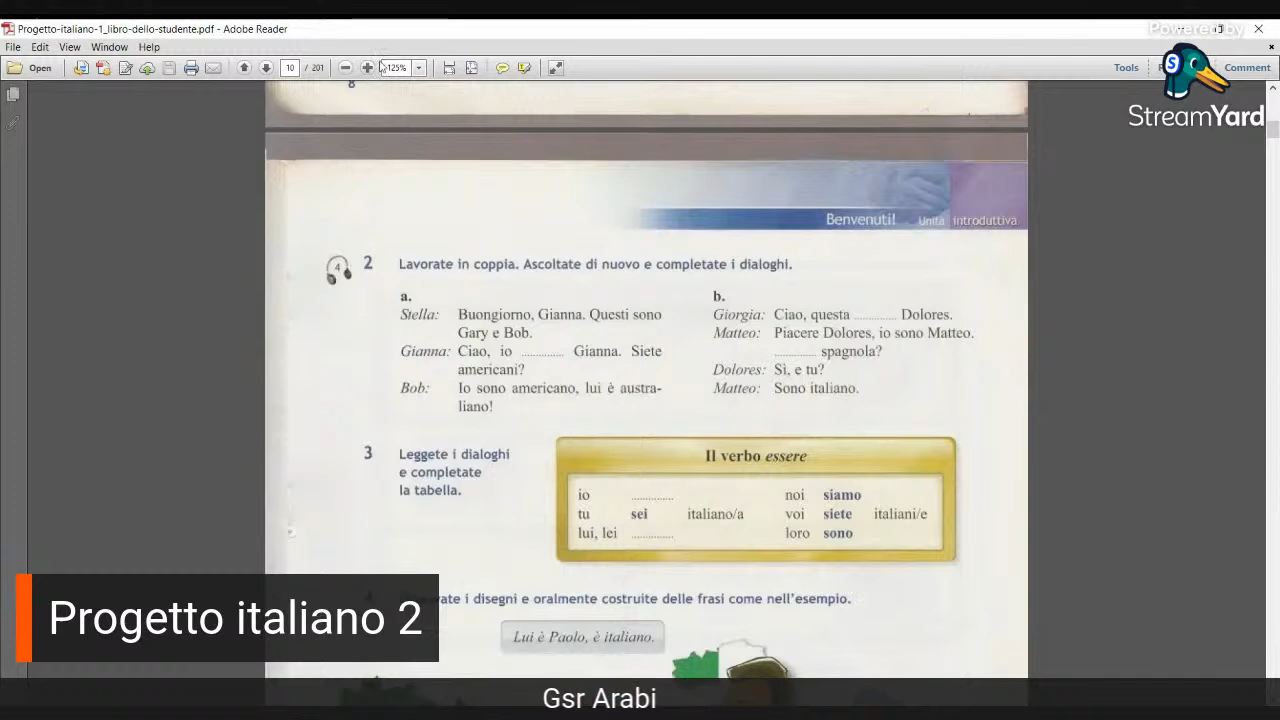 Progetto-italiano-1_libro-dello-studente.pdf - Adobe Reader
Powered by
File Edit View Window Help
Open 10 / 201 125% Tools Comment
StreamYard
8
Benvenuti! Unità introduttiva
4 2 Lavorate in coppia. Ascoltate di nuovo e completate i dialoghi.
a.
Stella: Buongiorno, Gianna. Questi sono
Gary e Bob.
Gianna: Ciao, io .............. Gianna. Siete
americani?
Bob: Io sono americano, lui è austra-
liano!
b.
Giorgia: Ciao, questa .............. Dolores.
Matteo: Piacere Dolores, io sono Matteo.
.............. spagnola?
Dolores: Sì, e tu?
Matteo: Sono italiano.
3 Leggete i dialoghi
e completate
la tabella.
Il verbo essere
io .............. noi siamo
tu sei italiano/a voi siete italiani/e
lui, lei .............. loro sono
i disegni e oralmente costruite delle frasi come nell'esempio.
Lui è Paolo, è italiano.
Progetto italiano 2
Gsr Arabi